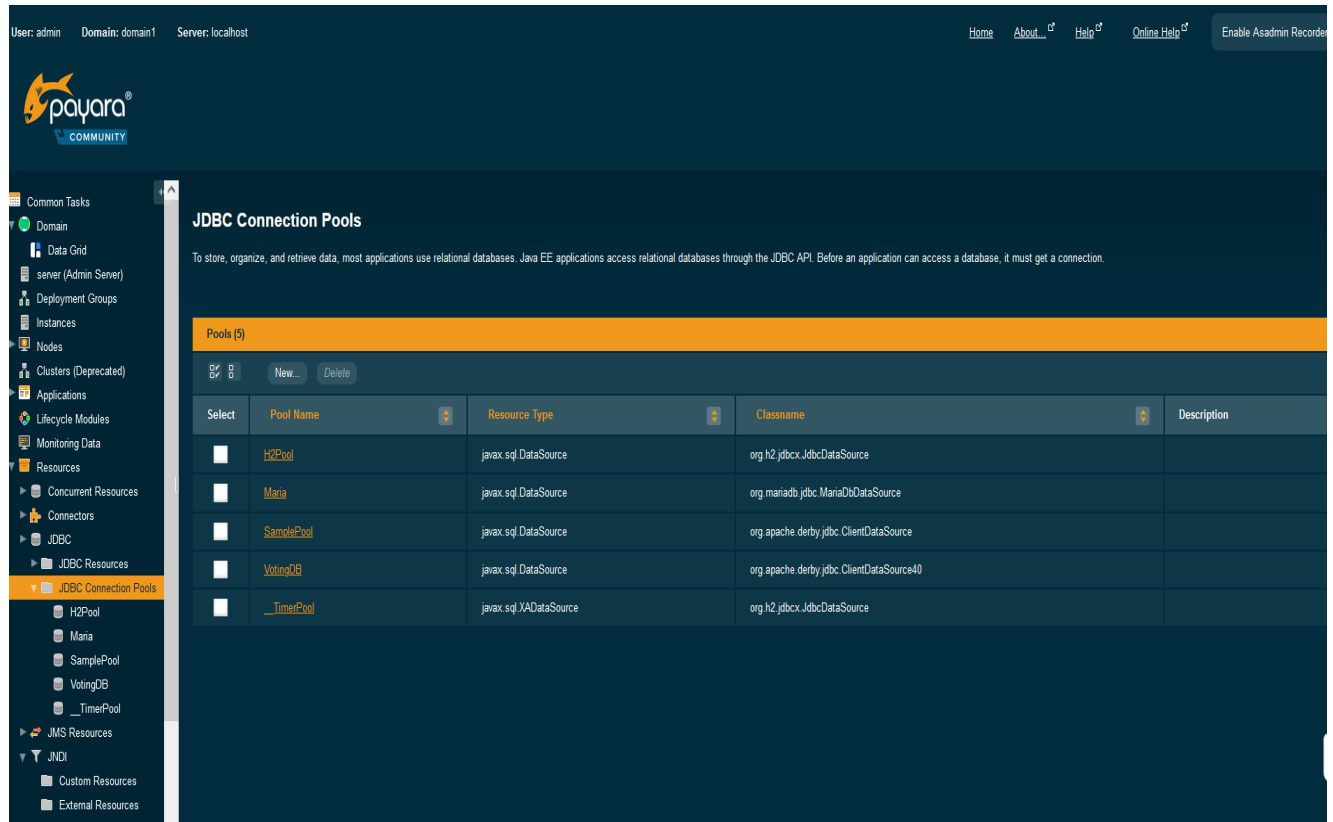 User: admin Domain: domain1 Server: localhost Home About... Help Online Help Enable Asadmin Recorder
payara®
COMMUNITY
Common Tasks
Domain
Data Grid
server (Admin Server)
Deployment Groups
Instances
Nodes
Clusters (Deprecated)
Applications
Lifecycle Modules
Monitoring Data
Resources
Concurrent Resources
Connectors
JDBC
JDBC Resources
JDBC Connection Pools
H2Pool
Maria
SamplePool
VotingDB
__TimerPool
JMS Resources
JNDI
Custom Resources
External Resources
JDBC Connection Pools
To store, organize, and retrieve data, most applications use relational databases. Java EE applications access relational databases through the JDBC API. Before an application can access a database, it must get a connection.
Pools (5)
New... Delete
Select Pool Name Resource Type Classname Description
H2Pool javax.sql.DataSource org.h2.jdbcx.JdbcDataSource
Maria javax.sql.DataSource org.mariadb.jdbc.MariaDbDataSource
SamplePool javax.sql.DataSource org.apache.derby.jdbc.ClientDataSource
VotingDB javax.sql.DataSource org.apache.derby.jdbc.ClientDataSource40
__TimerPool javax.sql.XADataSource org.h2.jdbcx.JdbcDataSource